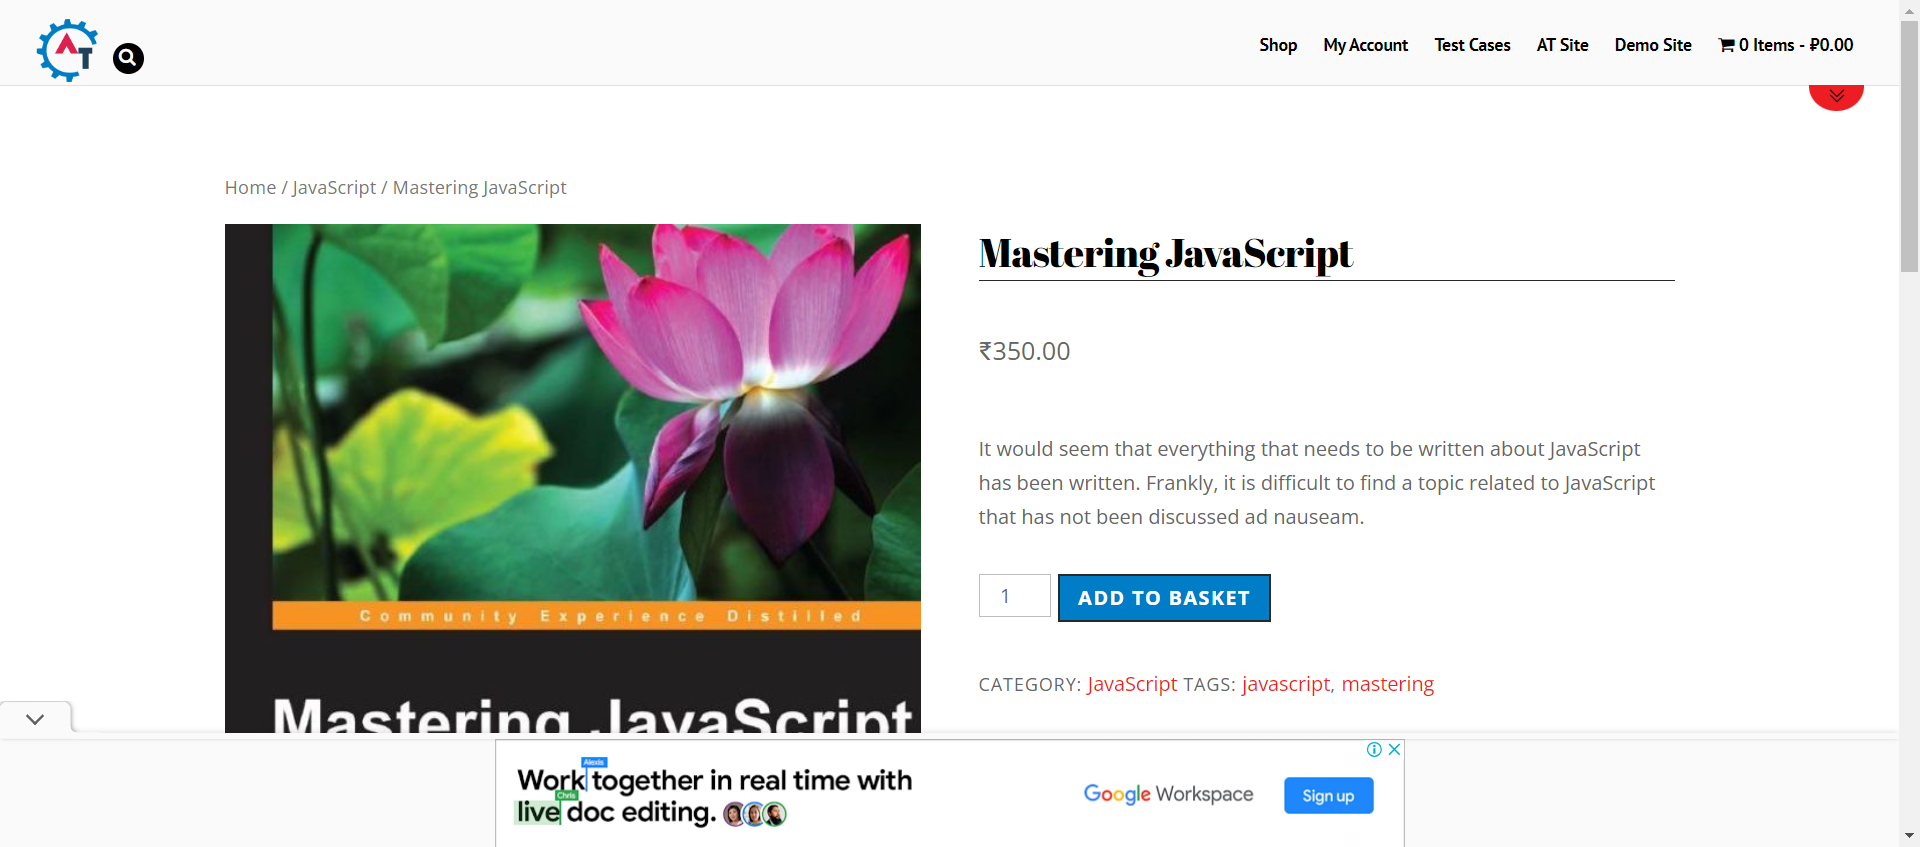 AT
Shop My Account Test Cases AT Site Demo Site 0 Items - ₽0.00
Home / JavaScript / Mastering JavaScript
Community Experience Distilled
Mastering JavaScript
Mastering JavaScript
₹350.00
It would seem that everything that needs to be written about JavaScript
has been written. Frankly, it is difficult to find a topic related to JavaScript
that has not been discussed ad nauseam.
1 ADD TO BASKET
CATEGORY: JavaScript TAGS: javascript, mastering
Alexis
Work together in real time with
Chris
live doc editing.
Google Workspace
Sign up